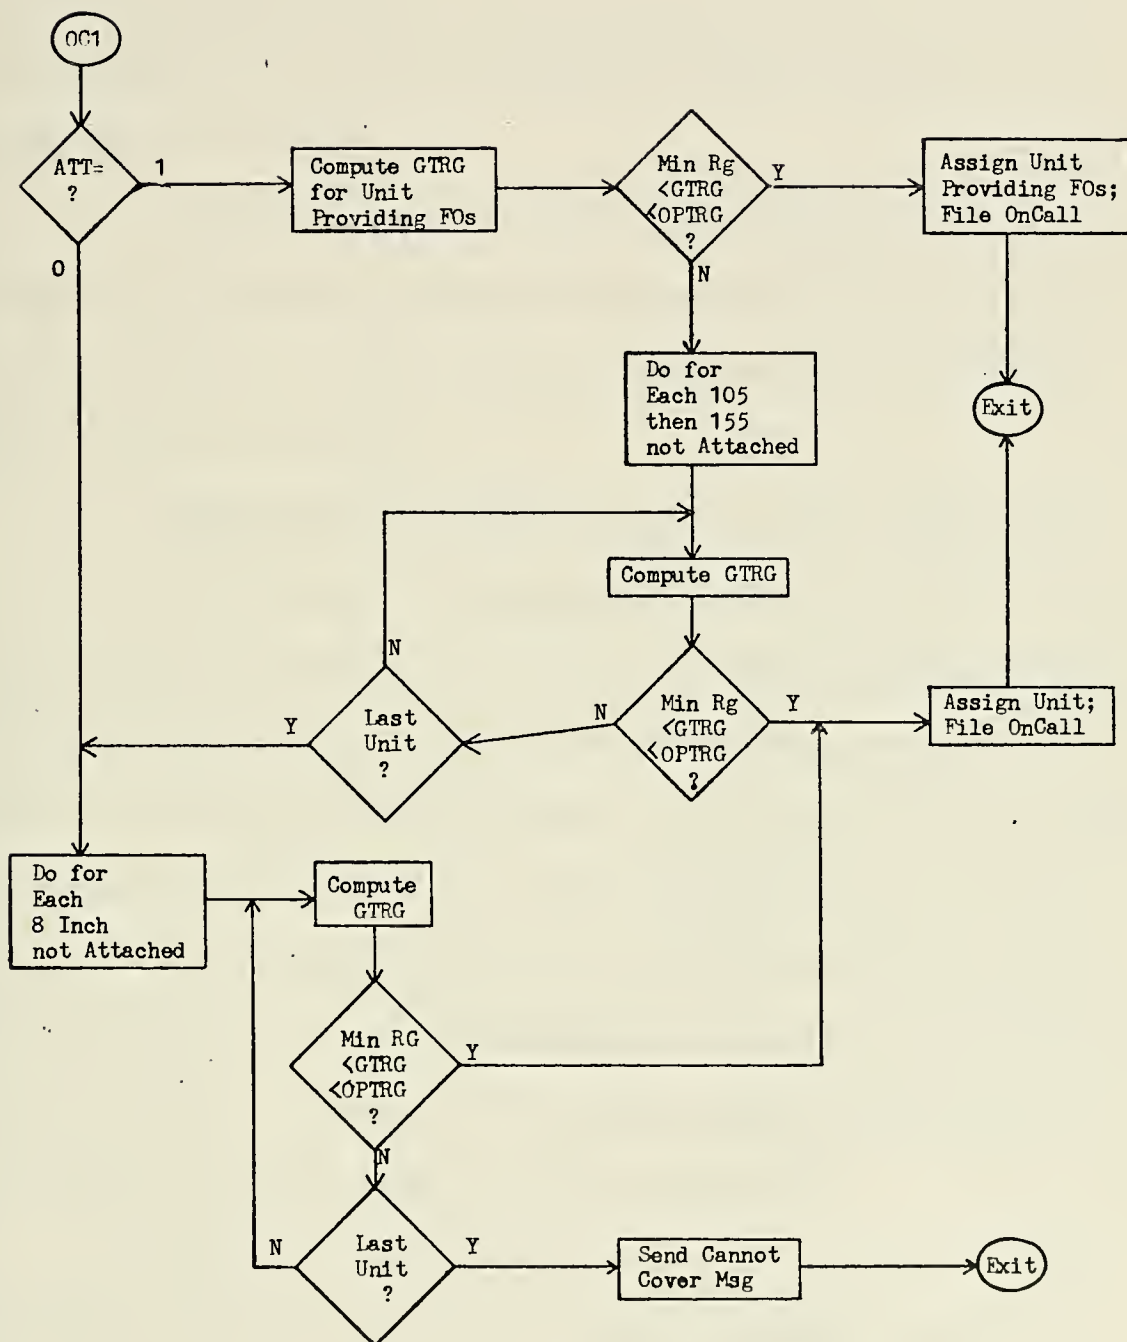 OC1
ATT=
?
1
0
Compute GTRG
for Unit
Providing FOs
Min Rg
<GTRG
<OPTRG
?
Y
N
Assign Unit
Providing FOs;
File OnCall
Exit
Do for
Each 105
then 155
not Attached
Compute GTRG
Min Rg
<GTRG
<OPTRG
?
N
Y
Last
Unit
?
N
Y
Assign Unit;
File OnCall
Do for
Each
8 Inch
not Attached
Compute
GTRG
Min RG
<GTRG
<OPTRG
?
Y
N
Last
Unit
?
N
Y
Send Cannot
Cover Msg
Exit